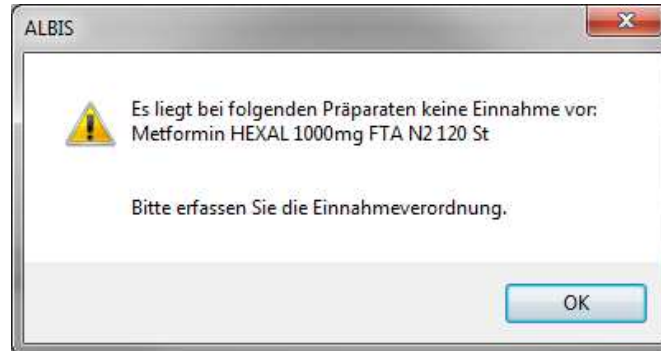 ALBIS
Es liegt bei folgenden Präparaten keine Einnahme vor:
Metformin HEXAL 1000mg FTA N2 120 St
Bitte erfassen Sie die Einnahmeverordnung.
OK